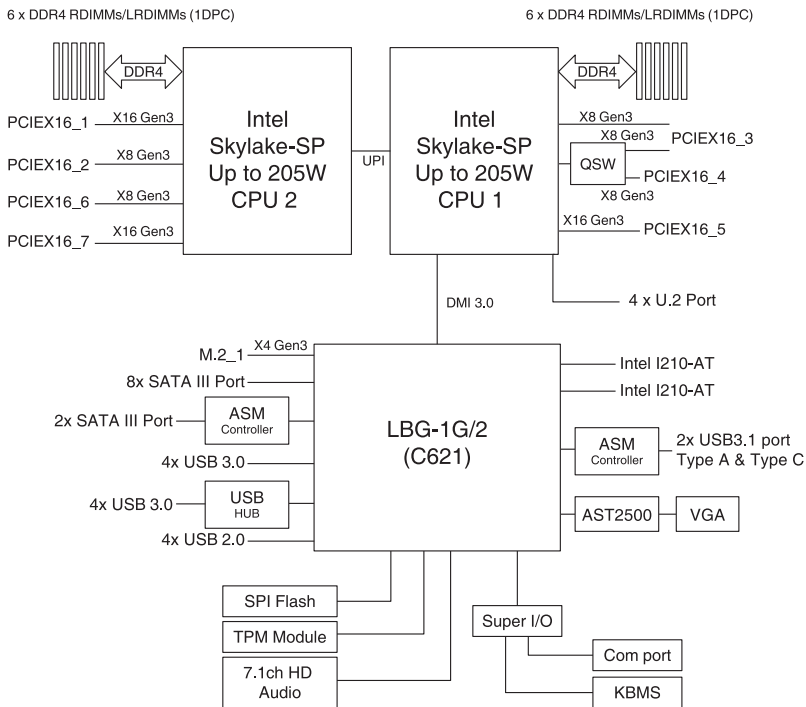 6 x DDR4 RDIMMs/LRDIMMs (1DPC)
6 x DDR4 RDIMMs/LRDIMMs (1DPC)
DDR4
DDR4
Intel
Skylake-SP
Up to 205W
CPU 2
Intel
Skylake-SP
Up to 205W
CPU 1
UPI
PCIEX16_1
X16 Gen3
PCIEX16_2
X8 Gen3
PCIEX16_6
X8 Gen3
PCIEX16_7
X16 Gen3
X8 Gen3
X8 Gen3
PCIEX16_3
QSW
PCIEX16_4
X8 Gen3
X16 Gen3
PCIEX16_5
DMI 3.0
4 x U.2 Port
M.2_1
X4 Gen3
8x SATA III Port
2x SATA III Port
ASM
Controller
4x USB 3.0
4x USB 3.0
USB
HUB
4x USB 2.0
LBG-1G/2
(C621)
Intel I210-AT
Intel I210-AT
ASM
Controller
2x USB3.1 port
Type A & Type C
AST2500
VGA
SPI Flash
TPM Module
7.1ch HD
Audio
Super I/O
Com port
KBMS